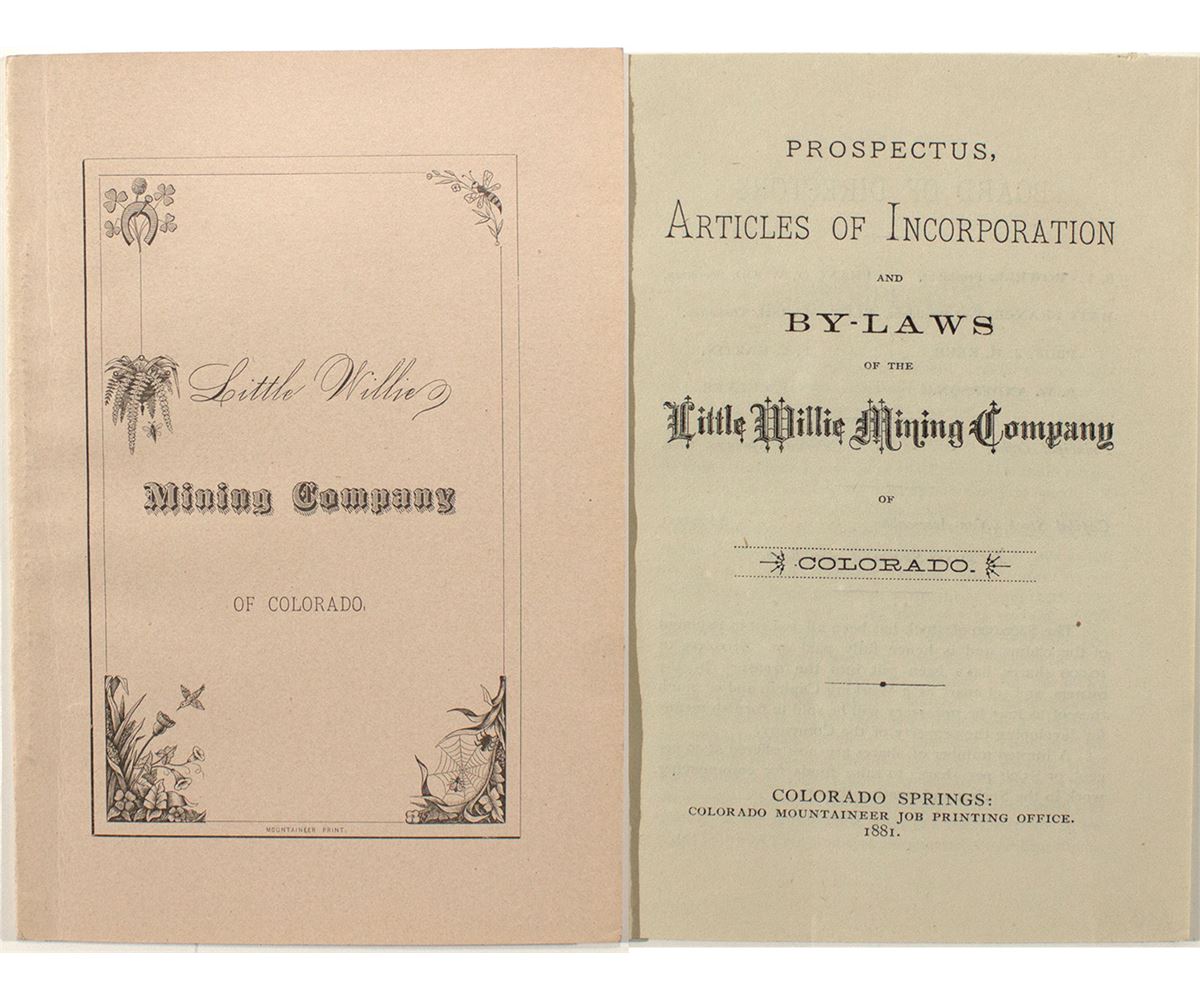 Little Willie
Mining Company
OF COLORADO.
MOUNTAINEER PRINT.
PROSPECTUS,
ARTICLES OF INCORPORATION
AND
BY-LAWS
OF THE
Little Willie Mining Company
OF
COLORADO.
COLORADO SPRINGS:
COLORADO MOUNTAINEER JOB PRINTING OFFICE.
1881.